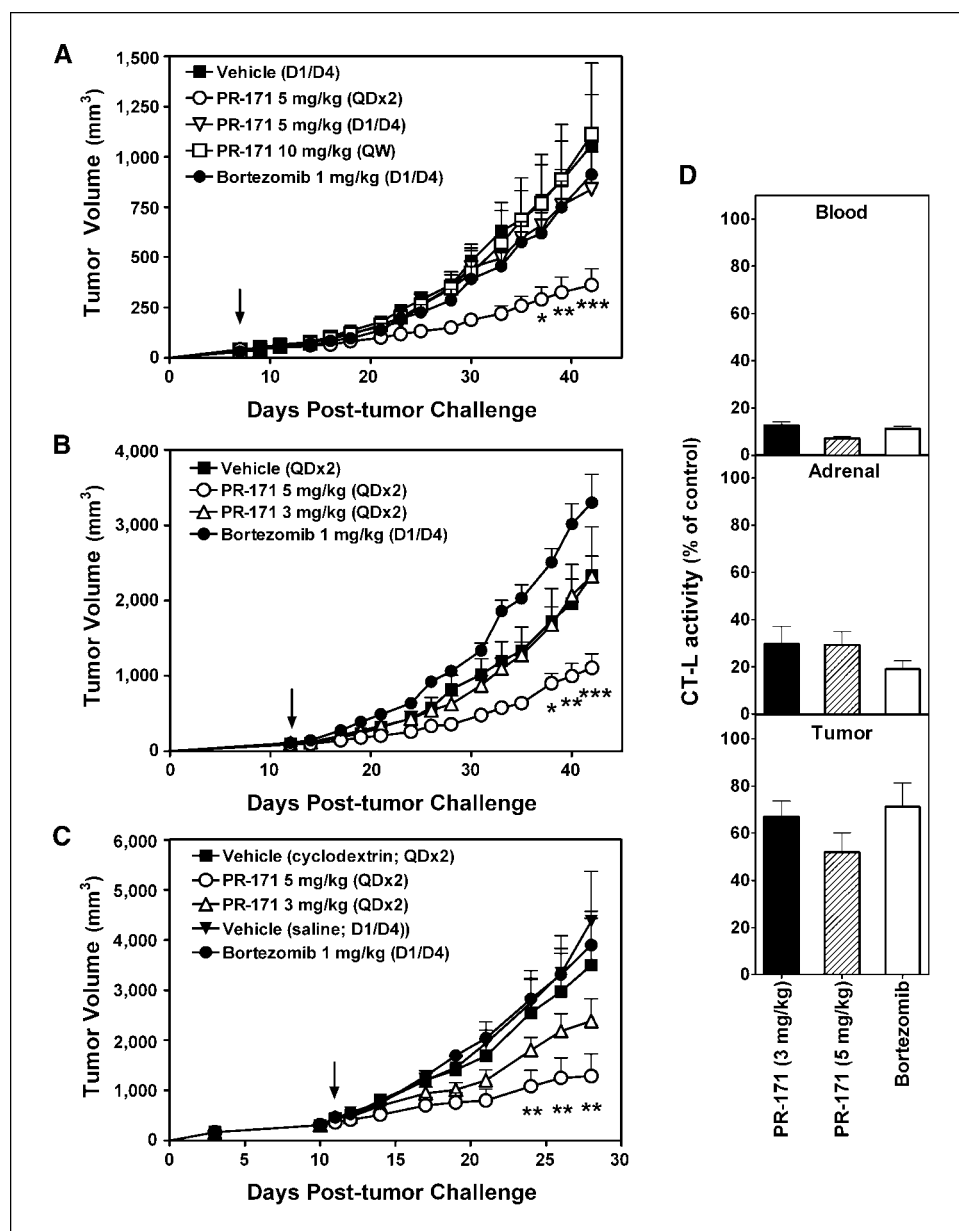 A
Tumor Volume (mm3)
1,500
1,250
1,000
750
500
250
0
Vehicle (D1/D4)
PR-171 5 mg/kg (QDx2)
PR-171 5 mg/kg (D1/D4)
PR-171 10 mg/kg (QW)
Bortezomib 1 mg/kg (D1/D4)
*
**
***
0
10
20
30
40
Days Post-tumor Challenge
B
Tumor Volume (mm3)
4,000
3,000
2,000
1,000
0
Vehicle (QDx2)
PR-171 5 mg/kg (QDx2)
PR-171 3 mg/kg (QDx2)
Bortezomib 1 mg/kg (D1/D4)
*
**
***
0
10
20
30
40
Days Post-tumor Challenge
C
Tumor Volume (mm3)
6,000
5,000
4,000
3,000
2,000
1,000
0
Vehicle (cyclodextrin; QDx2)
PR-171 5 mg/kg (QDx2)
PR-171 3 mg/kg (QDx2)
Vehicle (saline; D1/D4))
Bortezomib 1 mg/kg (D1/D4)
**
**
**
0
5
10
15
20
25
30
Days Post-tumor Challenge
D
CT-L activity (% of control)
Blood
100
80
60
40
20
0
Adrenal
100
80
60
40
20
0
Tumor
100
80
60
40
20
0
PR-171 (3 mg/kg)
PR-171 (5 mg/kg)
Bortezomib